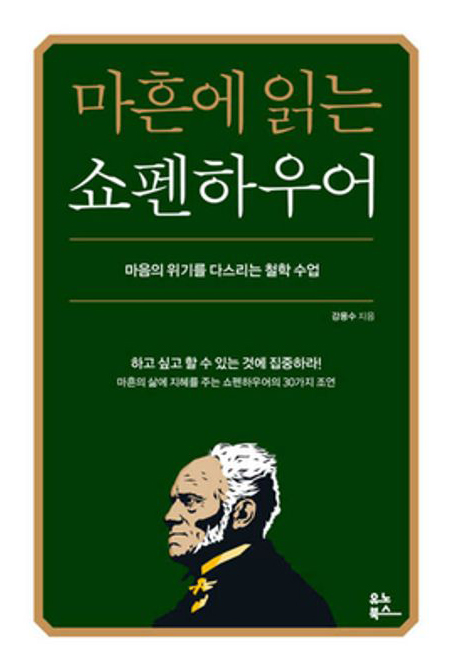 마흔에 읽는
쇼펜하우어
마음의 위기를 다스리는 철학 수업
강용수 지음
하고 싶고 할 수 있는 것에 집중하라!
마흔의 삶에 지혜를 주는 쇼펜하우어의 30가지 조언
유노
북스